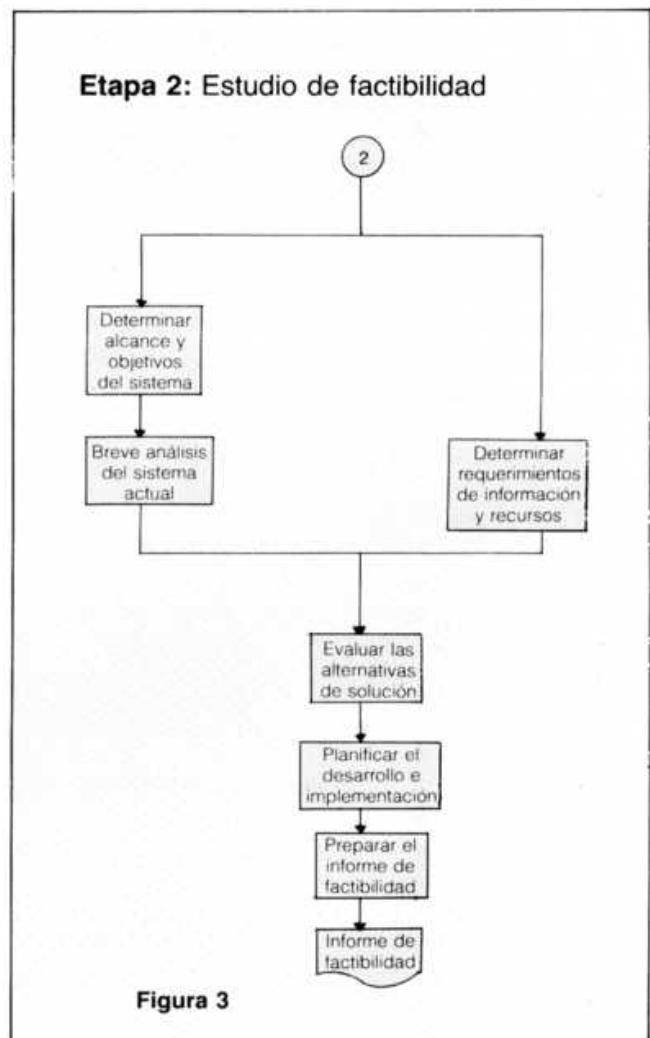 Etapa 2: Estudio de factibilidad
2
Determinar
alcance y
objetivos
del sistema
Breve análisis
del sistema
actual
Determinar
requerimientos
de información
y recursos
Evaluar las
alternativas
de solución
Planificar el
desarrollo e
implementación
Preparar el
informe de
factibilidad
Informe de
factibilidad
Figura 3